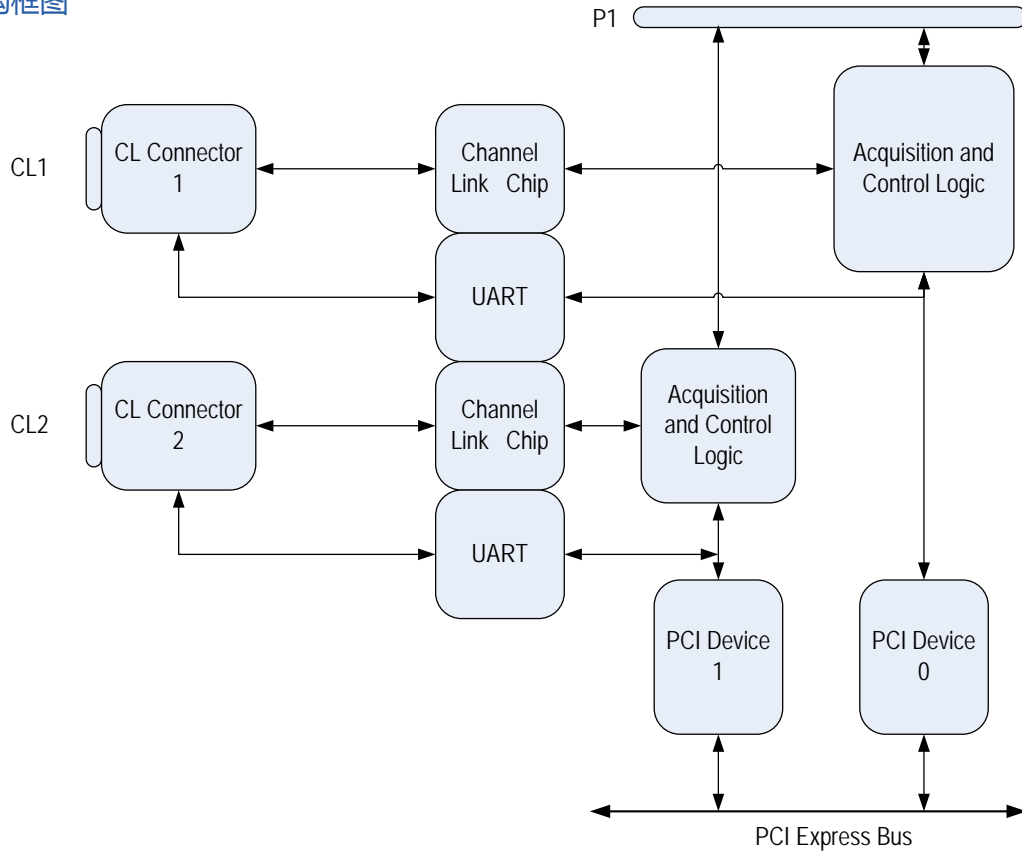 构框图
P1
CL1
CL Connector
1
Channel
Link Chip
Acquisition and
Control Logic
UART
CL2
CL Connector
2
Channel
Link Chip
Acquisition
and Control
Logic
UART
PCI Device
1
PCI Device
0
PCI Express Bus